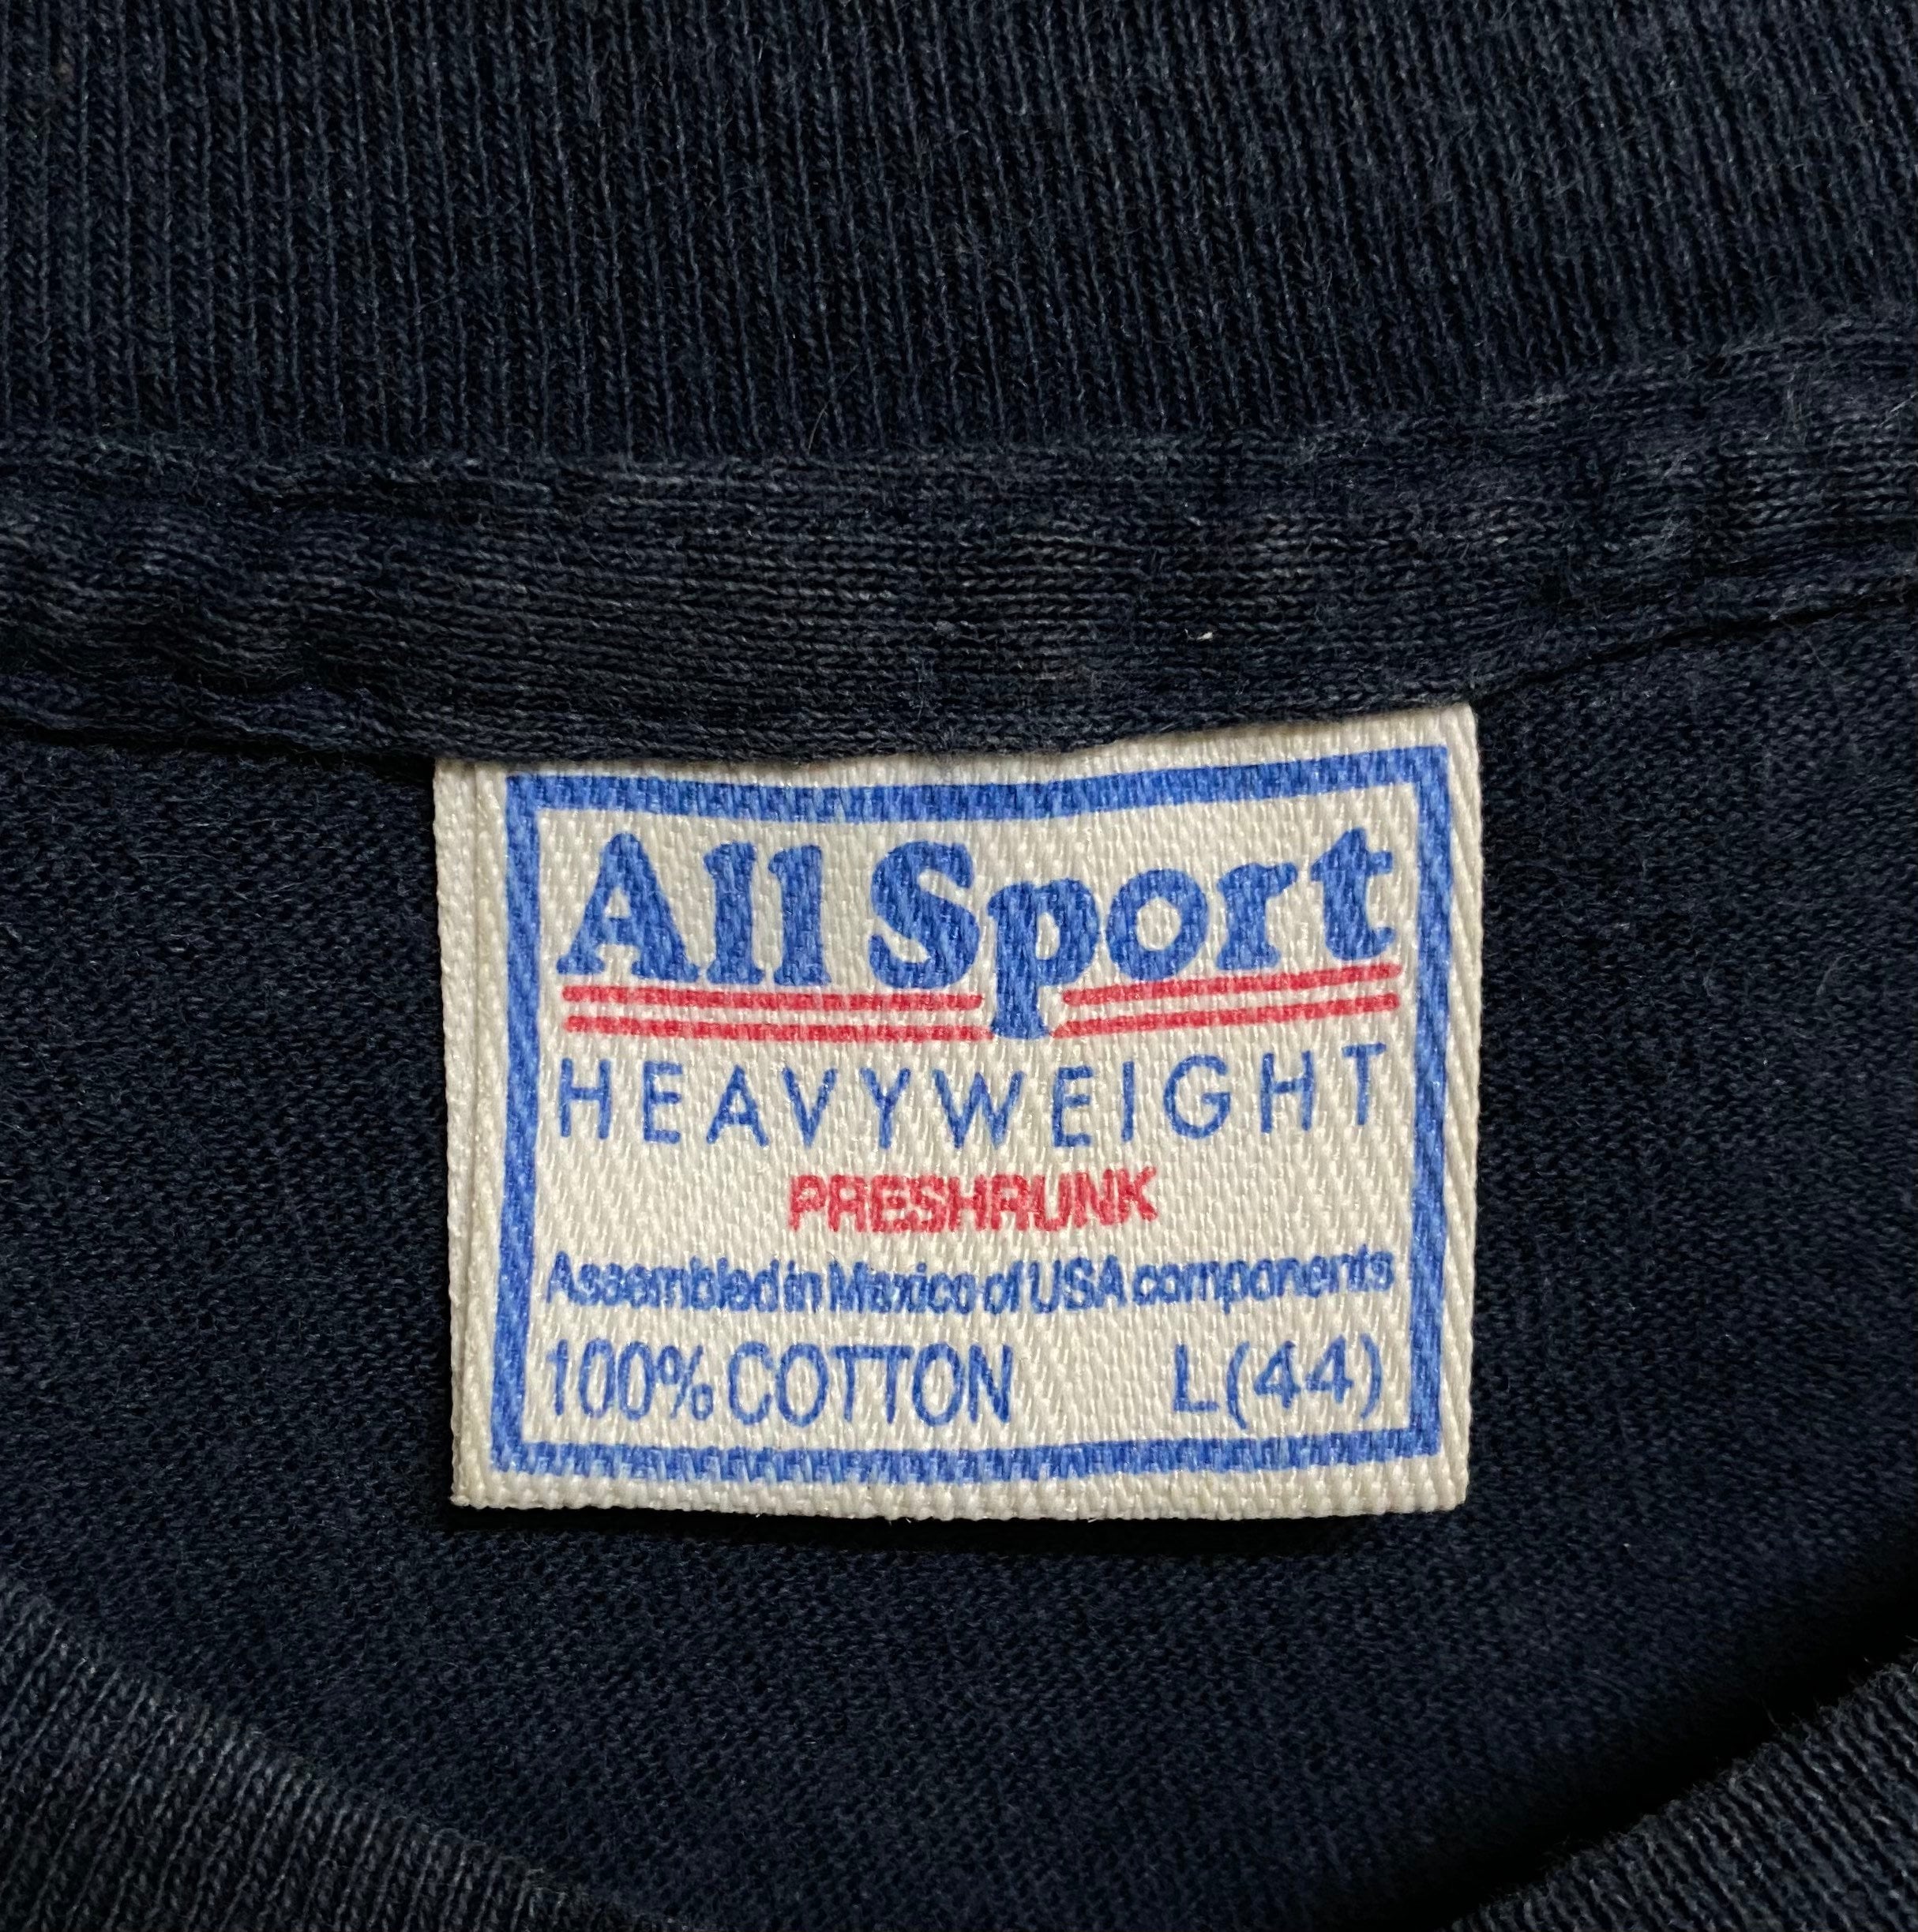 All Sport
HEAVYWEIGHT
PRESHRUNK
Assembled in Mexico of USA components
100% COTTON L(44)